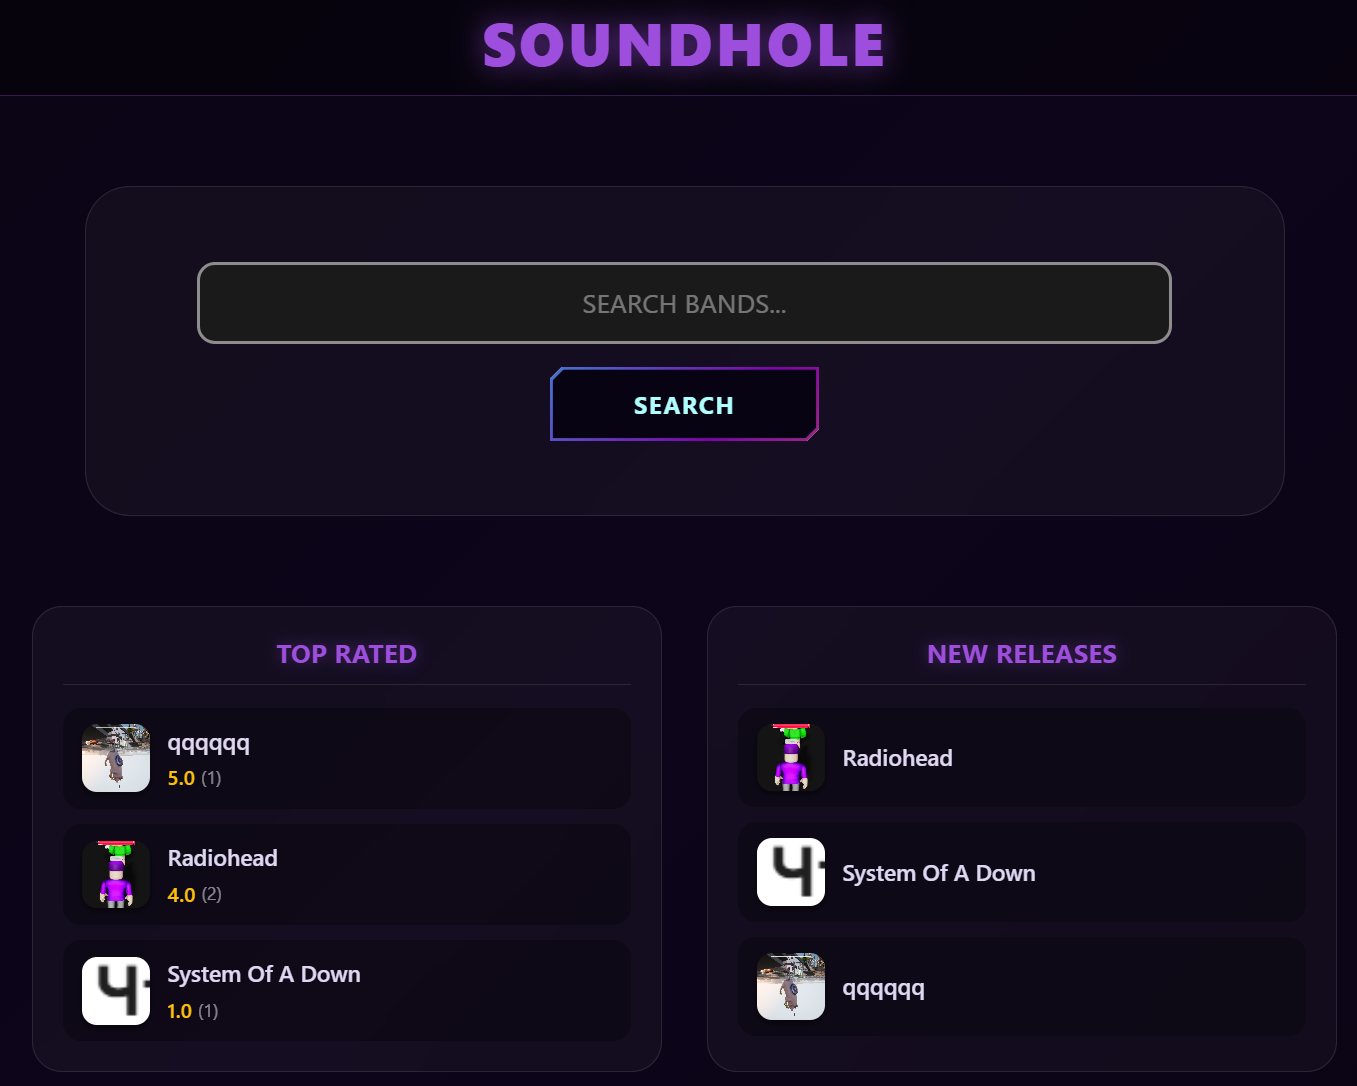 SOUNDHOLE
SEARCH BANDS...
SEARCH
TOP RATED
qqqqqq
5.0 (1)
Radiohead
4.0 (2)
System Of A Down
1.0 (1)
NEW RELEASES
Radiohead
System Of A Down
qqqqqq